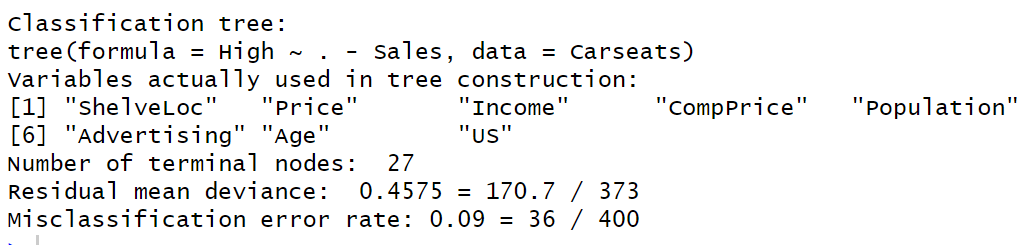 Classification tree:
tree(formula = High ~ . - Sales, data = Carseats)
Variables actually used in tree construction:
[1] "ShelveLoc"   "Price"       "Income"      "CompPrice"   "Population"
[6] "Advertising" "Age"         "US"
Number of terminal nodes:  27
Residual mean deviance:  0.4575 = 170.7 / 373
Misclassification error rate: 0.09 = 36 / 400